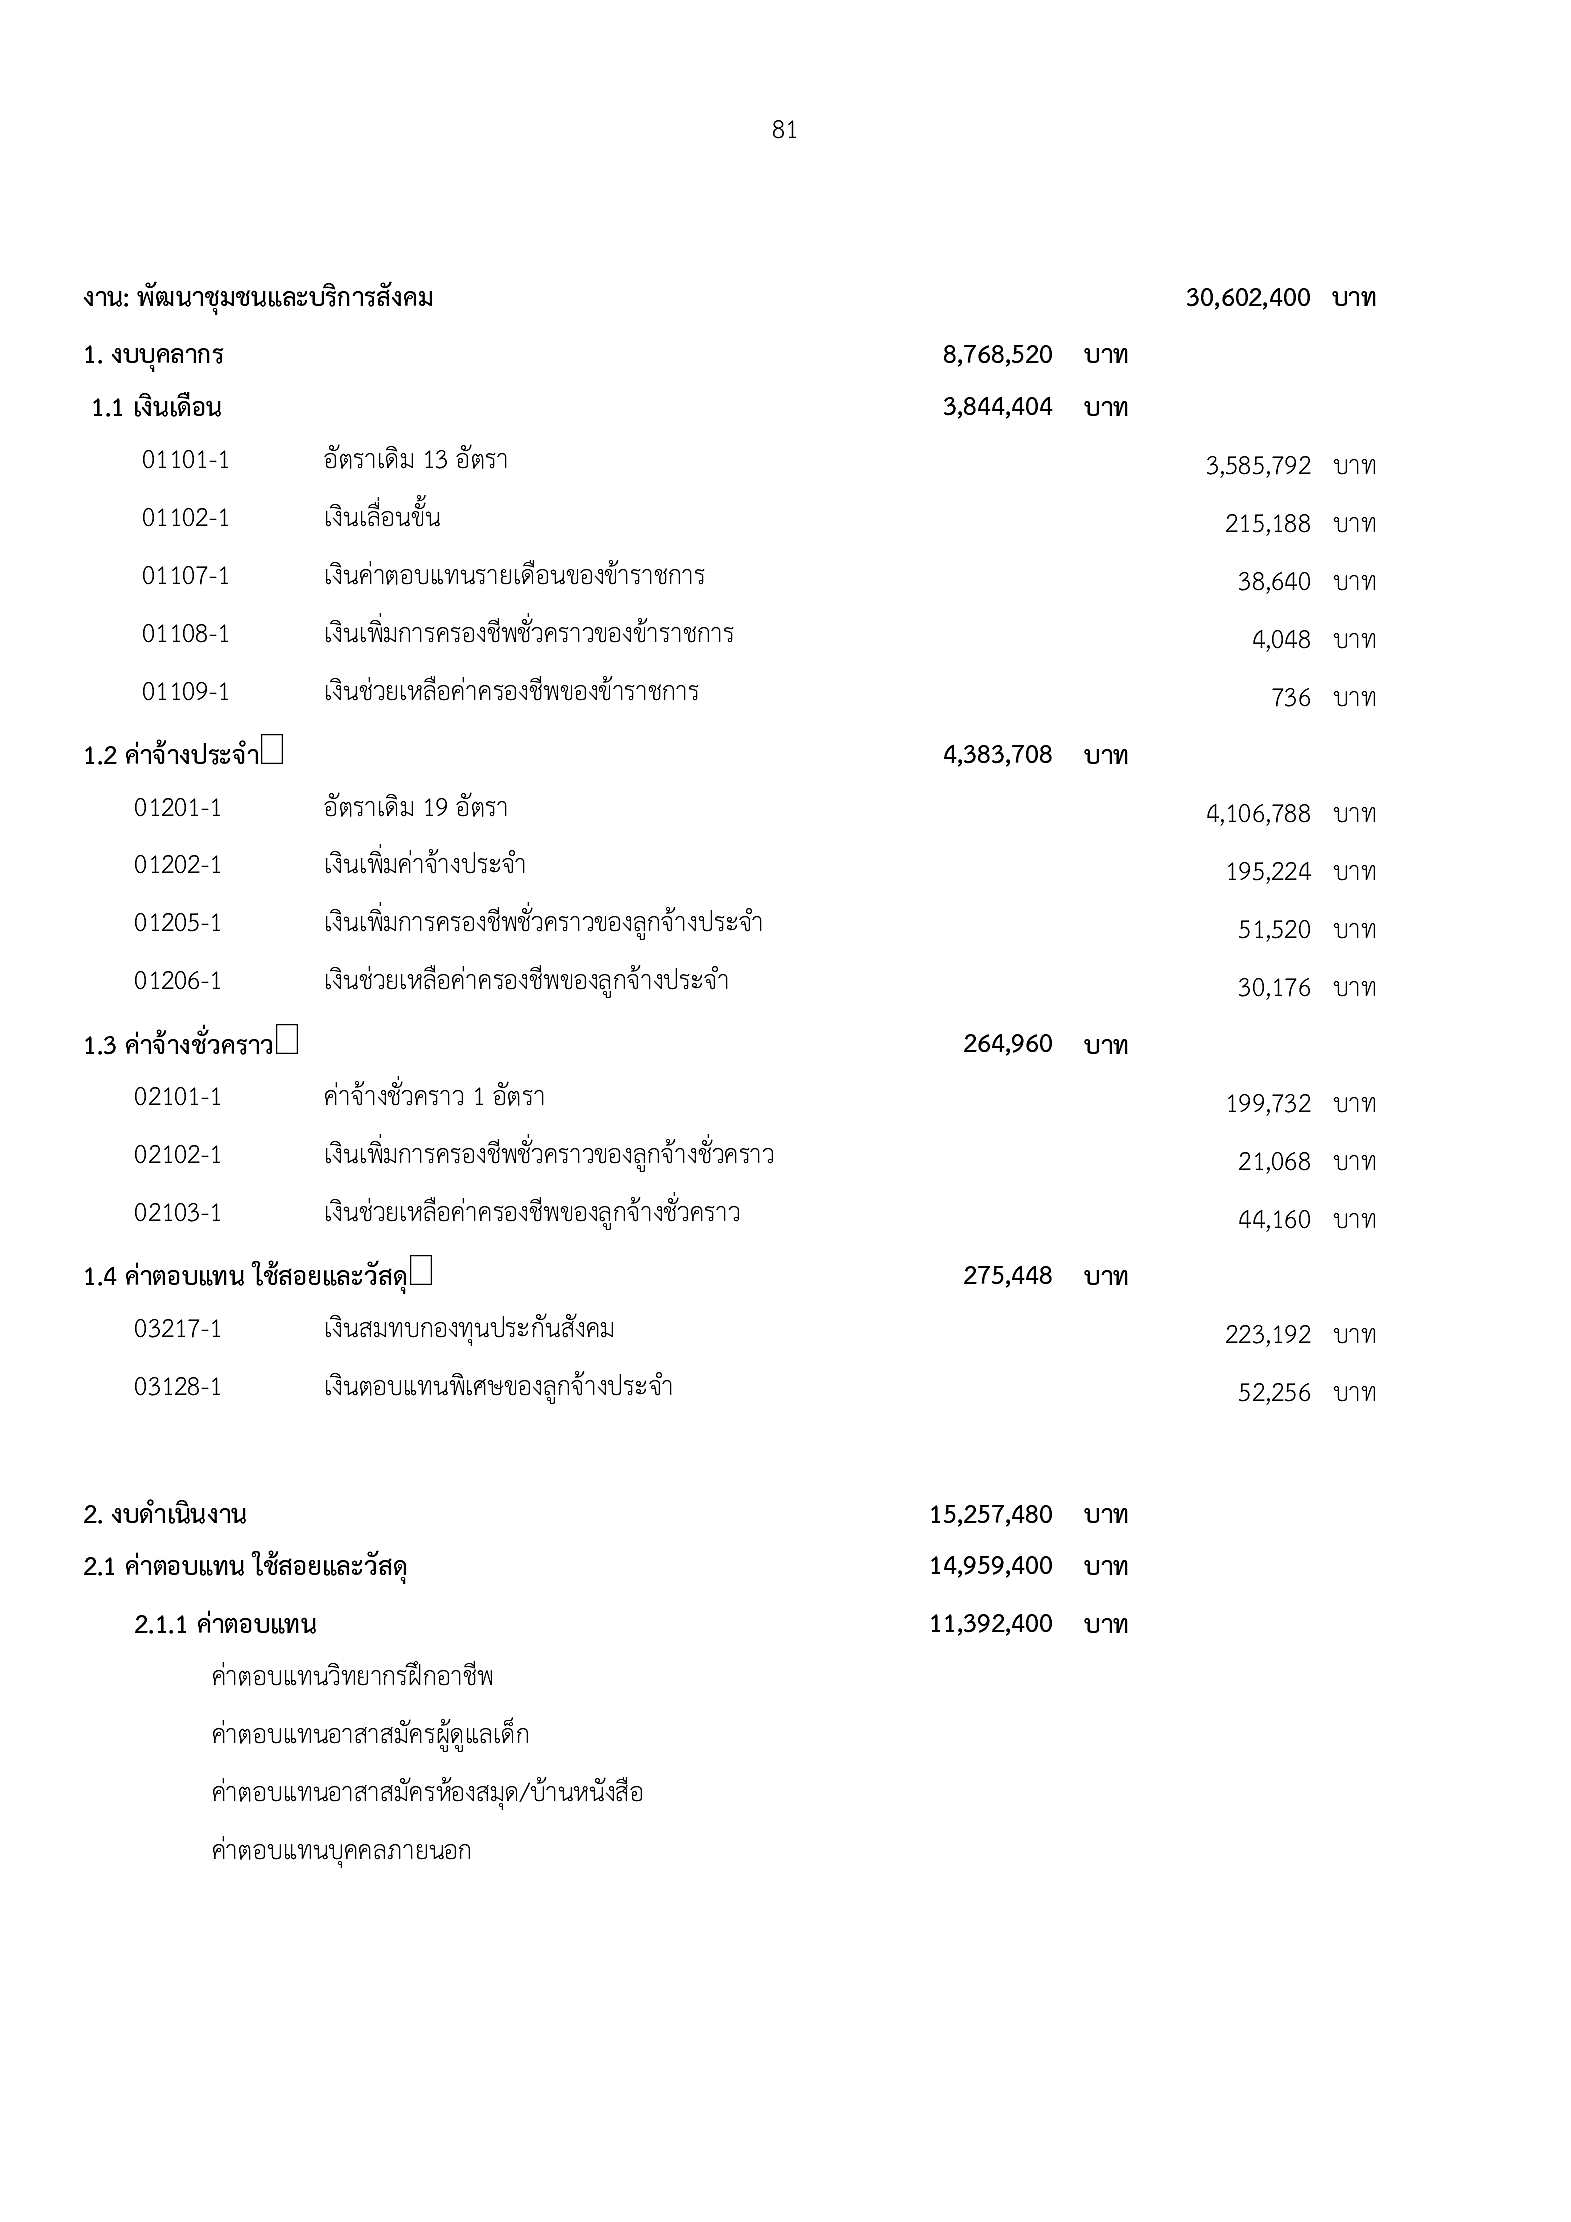 81
งาน: พัฒนาชุมชนและบริการสังคม 30,602,400 บาท
1. งบบุคลากร 8,768,520 บาท
1.1 เงินเดือน 3,844,404 บาท
01101-1 อัตราเดิม 13 อัตรา 3,585,792 บาท
01102-1 เงินเลื่อนขั้น 215,188 บาท
01107-1 เงินค่าตอบแทนรายเดือนของข้าราชการ 38,640 บาท
01108-1 เงินเพิ่มการครองชีพชั่วคราวของข้าราชการ 4,048 บาท
01109-1 เงินช่วยเหลือค่าครองชีพของข้าราชการ 736 บาท
1.2 ค่าจ้างประจำ 4,383,708 บาท
01201-1 อัตราเดิม 19 อัตรา 4,106,788 บาท
01202-1 เงินเพิ่มค่าจ้างประจำ 195,224 บาท
01205-1 เงินเพิ่มการครองชีพชั่วคราวของลูกจ้างประจำ 51,520 บาท
01206-1 เงินช่วยเหลือค่าครองชีพของลูกจ้างประจำ 30,176 บาท
1.3 ค่าจ้างชั่วคราว 264,960 บาท
02101-1 ค่าจ้างชั่วคราว 1 อัตรา 199,732 บาท
02102-1 เงินเพิ่มการครองชีพชั่วคราวของลูกจ้างชั่วคราว 21,068 บาท
02103-1 เงินช่วยเหลือค่าครองชีพของลูกจ้างชั่วคราว 44,160 บาท
1.4 ค่าตอบแทน ใช้สอยและวัสดุ 275,448 บาท
03217-1 เงินสมทบกองทุนประกันสังคม 223,192 บาท
03128-1 เงินตอบแทนพิเศษของลูกจ้างประจำ 52,256 บาท
2. งบดำเนินงาน 15,257,480 บาท
2.1 ค่าตอบแทน ใช้สอยและวัสดุ 14,959,400 บาท
2.1.1 ค่าตอบแทน 11,392,400 บาท
ค่าตอบแทนวิทยากรฝึกอาชีพ
ค่าตอบแทนอาสาสมัครผู้ดูแลเด็ก
ค่าตอบแทนอาสาสมัครห้องสมุด/บ้านหนังสือ
ค่าตอบแทนบุคคลภายนอก